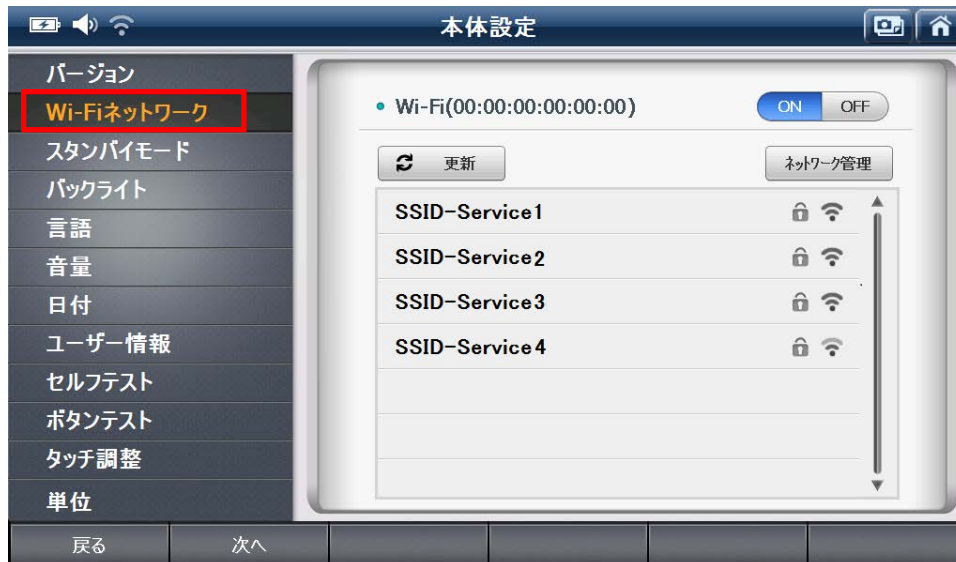 本体設定
バージョン
Wi-Fiネットワーク
スタンバイモード
バックライト
言語
音量
日付
ユーザー情報
セルフテスト
ボタンテスト
タッチ調整
単位
Wi-Fi(00:00:00:00:00:00)
ON OFF
更新
ネットワーク管理
SSID-Service1
SSID-Service2
SSID-Service3
SSID-Service4
戻る
次へ